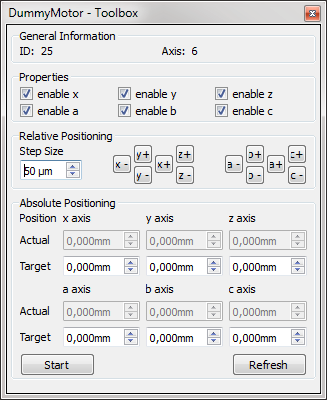 DummyMotor - Toolbox
General Information
ID: 25 Axis: 6
Properties
enable x enable y enable z
enable a enable b enable c
Relative Positioning
Step Size
50 µm
x - y+ y- x+ z+ z-
a - b+ b- a+ c+ c-
Absolute Positioning
Position x axis y axis z axis
Actual 0,000mm 0,000mm 0,000mm
Target 0,000mm 0,000mm 0,000mm
a axis b axis c axis
Actual 0,000mm 0,000mm 0,000mm
Target 0,000mm 0,000mm 0,000mm
Start Refresh